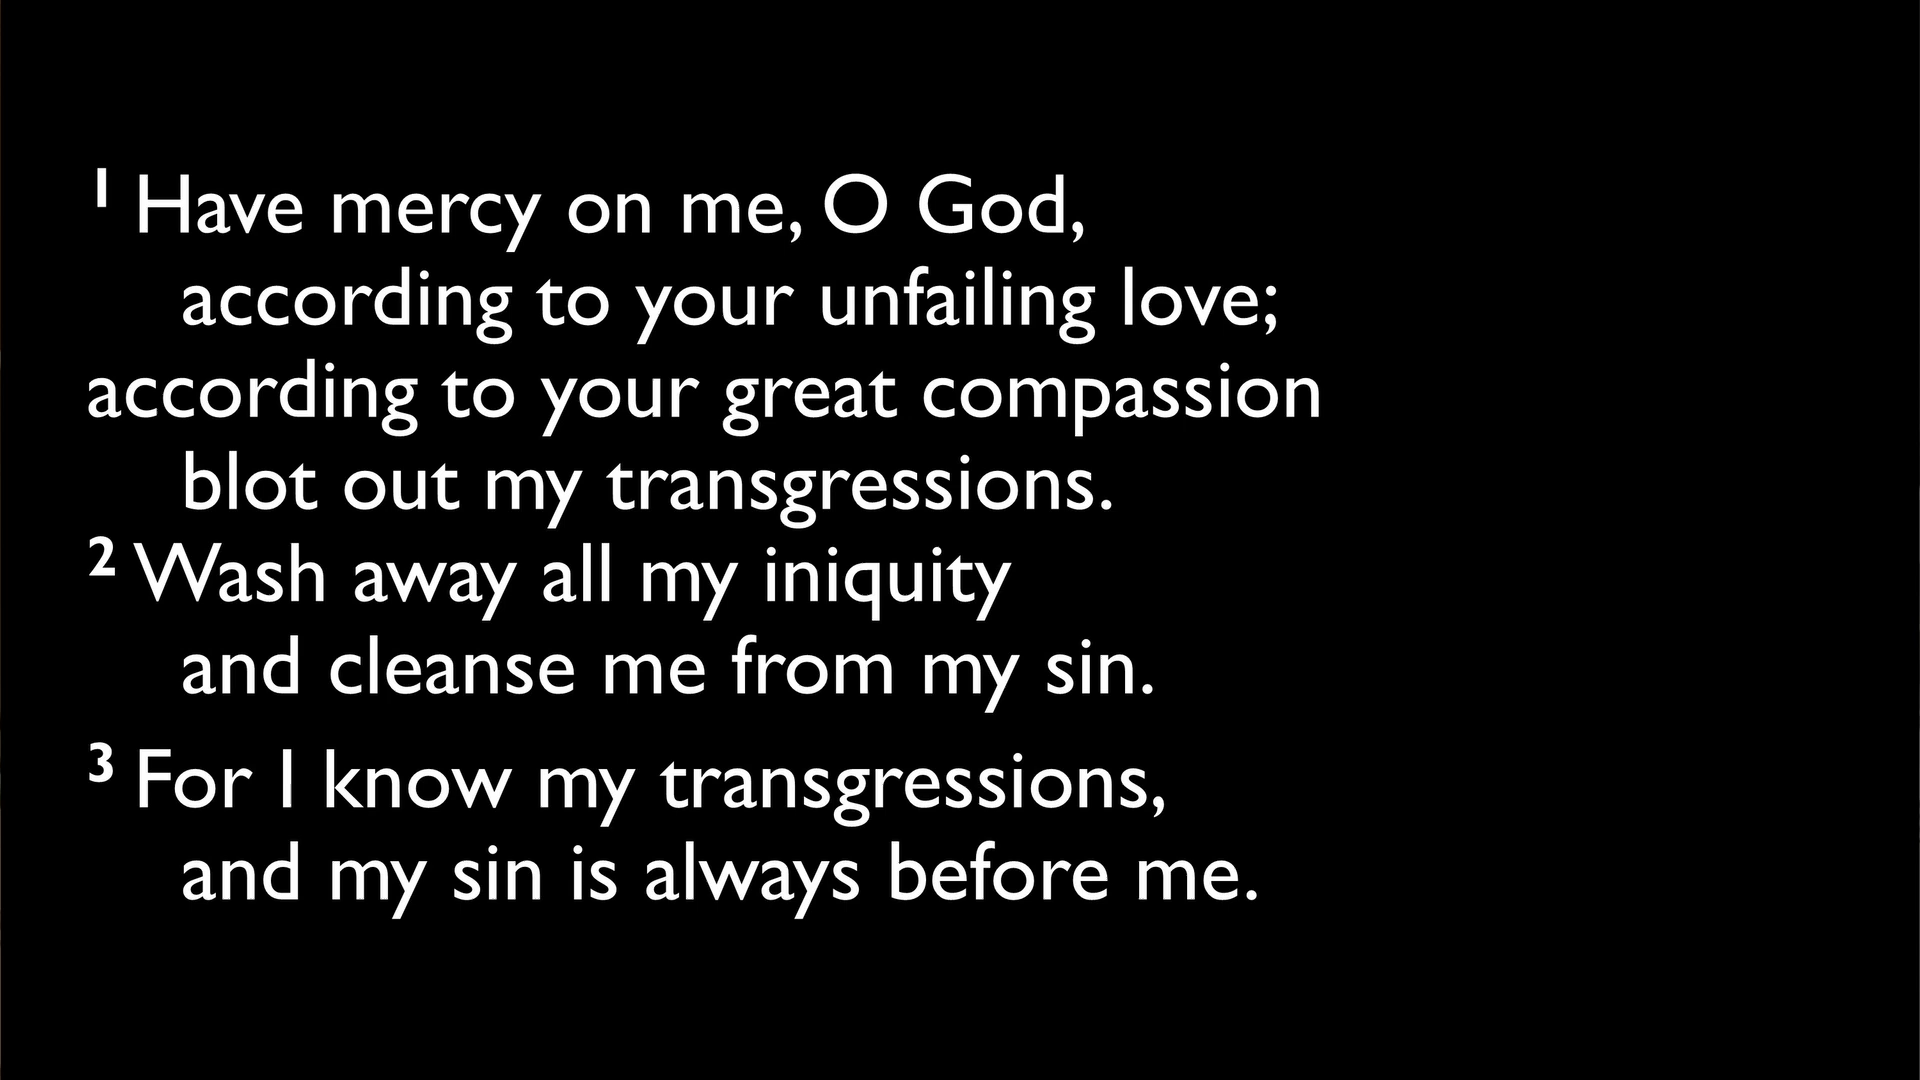 1 Have mercy on me, O God,
according to your unfailing love;
according to your great compassion
blot out my transgressions.
2 Wash away all my iniquity
and cleanse me from my sin.
3 For I know my transgressions,
and my sin is always before me.